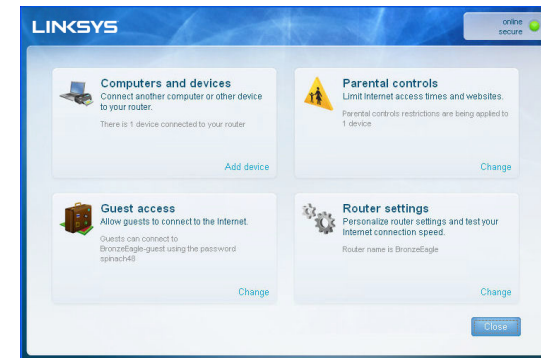 LINKSYS
online
secure
Computers and devices
Connect another computer or other device
to your router.
There is 1 device connected to your router
Add device
Parental controls
Limit Internet access times and websites.
Parental controls restrictions are being applied to
1 device
Change
Guest access
Allow guests to connect to the Internet.
Guests can connect to
BronzeEagle-guest using the password
spinach48
Change
Router settings
Personalize router settings and test your
Internet connection speed.
Router name is BronzeEagle
Change
Close